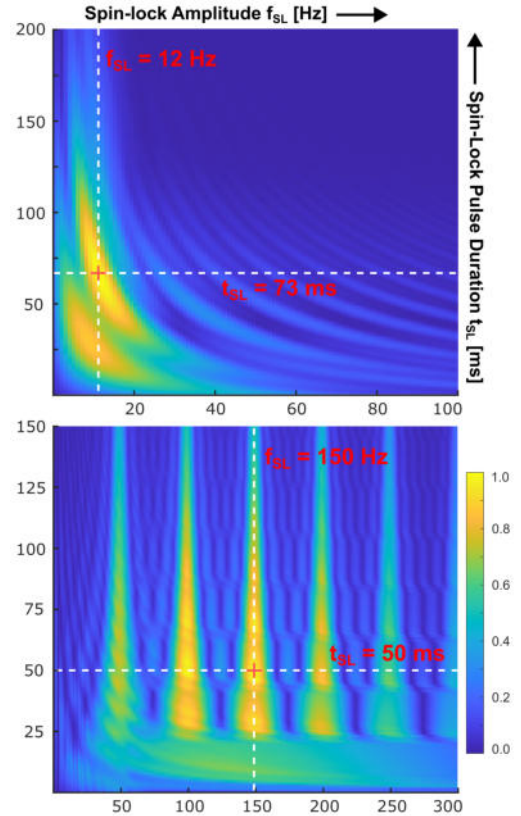 Spin-lock Amplitude fSL [Hz]
200
150
100
50
fSL = 12 Hz
tSL = 73 ms
20 40 60 80 100
Spin-Lock Pulse Duration tSL [ms]
150
125
100
75
50
25
fSL = 150 Hz
tSL = 50 ms
50 100 150 200 250 300
1.0
0.8
0.6
0.4
0.2
0.0